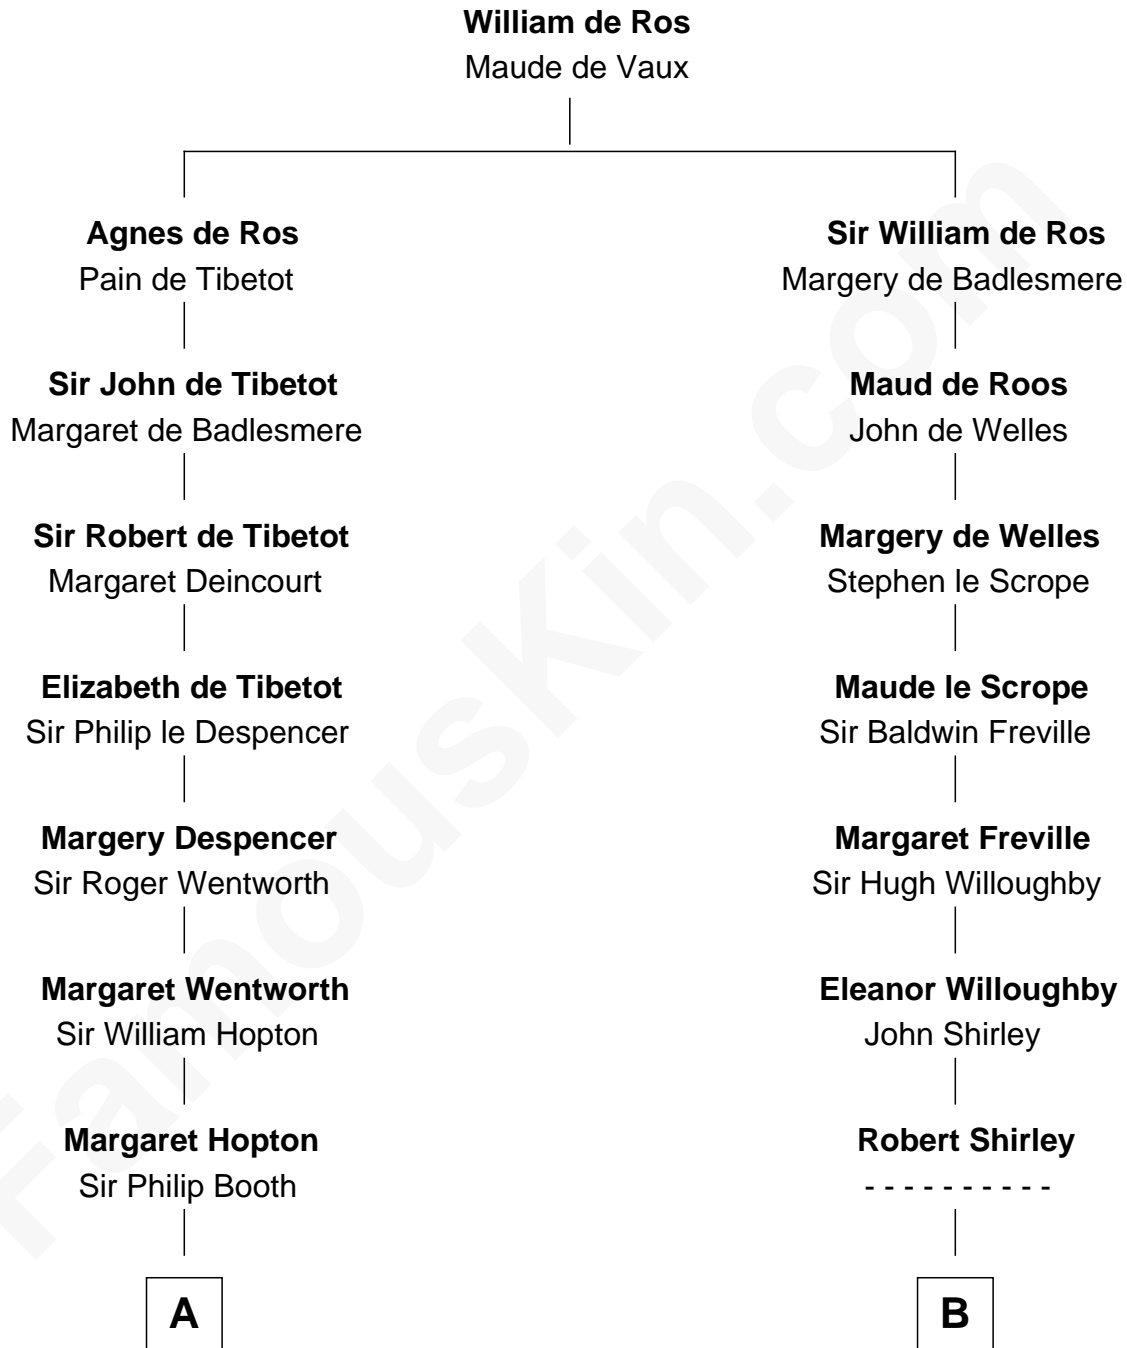 William de Ros
Maude de Vaux
Agnes de Ros
Pain de Tibetot
Sir William de Ros
Margery de Badlesmere
Sir John de Tibetot
Margaret de Badlesmere
Maud de Roos
John de Welles
Sir Robert de Tibetot
Margaret Deincourt
Margery de Welles
Stephen le Scrope
Elizabeth de Tibetot
Sir Philip le Despencer
Maude le Scrope
Sir Baldwin Freville
Margery Despencer
Sir Roger Wentworth
Margaret Freville
Sir Hugh Willoughby
Margaret Wentworth
Sir William Hopton
Eleanor Willoughby
John Shirley
Margaret Hopton
Sir Philip Booth
Robert Shirley
- - - - - - - - - -
A
B
FamousKin.com